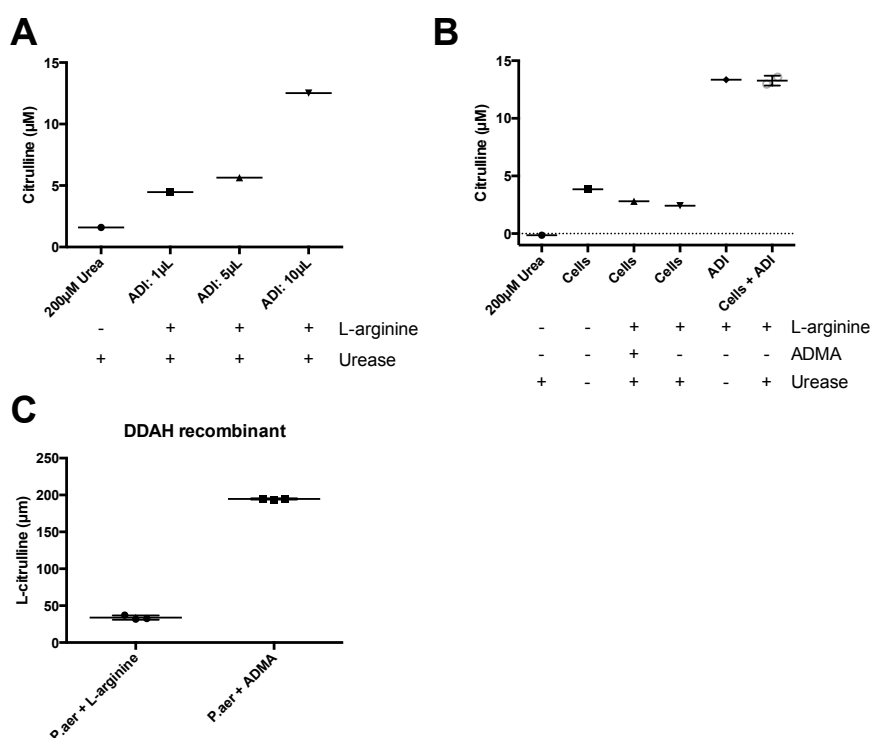 A
Citrulline (µM)
15
10
5
0
200µM Urea
ADI: 1µL
ADI: 5µL
ADI: 10µL
- + + + L-arginine
+ + + + Urease
B
Citrulline (µM)
15
10
5
0
200µM Urea
Cells
Cells
Cells
ADI
Cells + ADI
- - + + + + L-arginine
- - + - - - ADMA
+ - + + - + Urease
C
DDAH recombinant
L-citrulline (µm)
250
200
150
100
50
0
P.aer + L-arginine
P.aer + ADMA